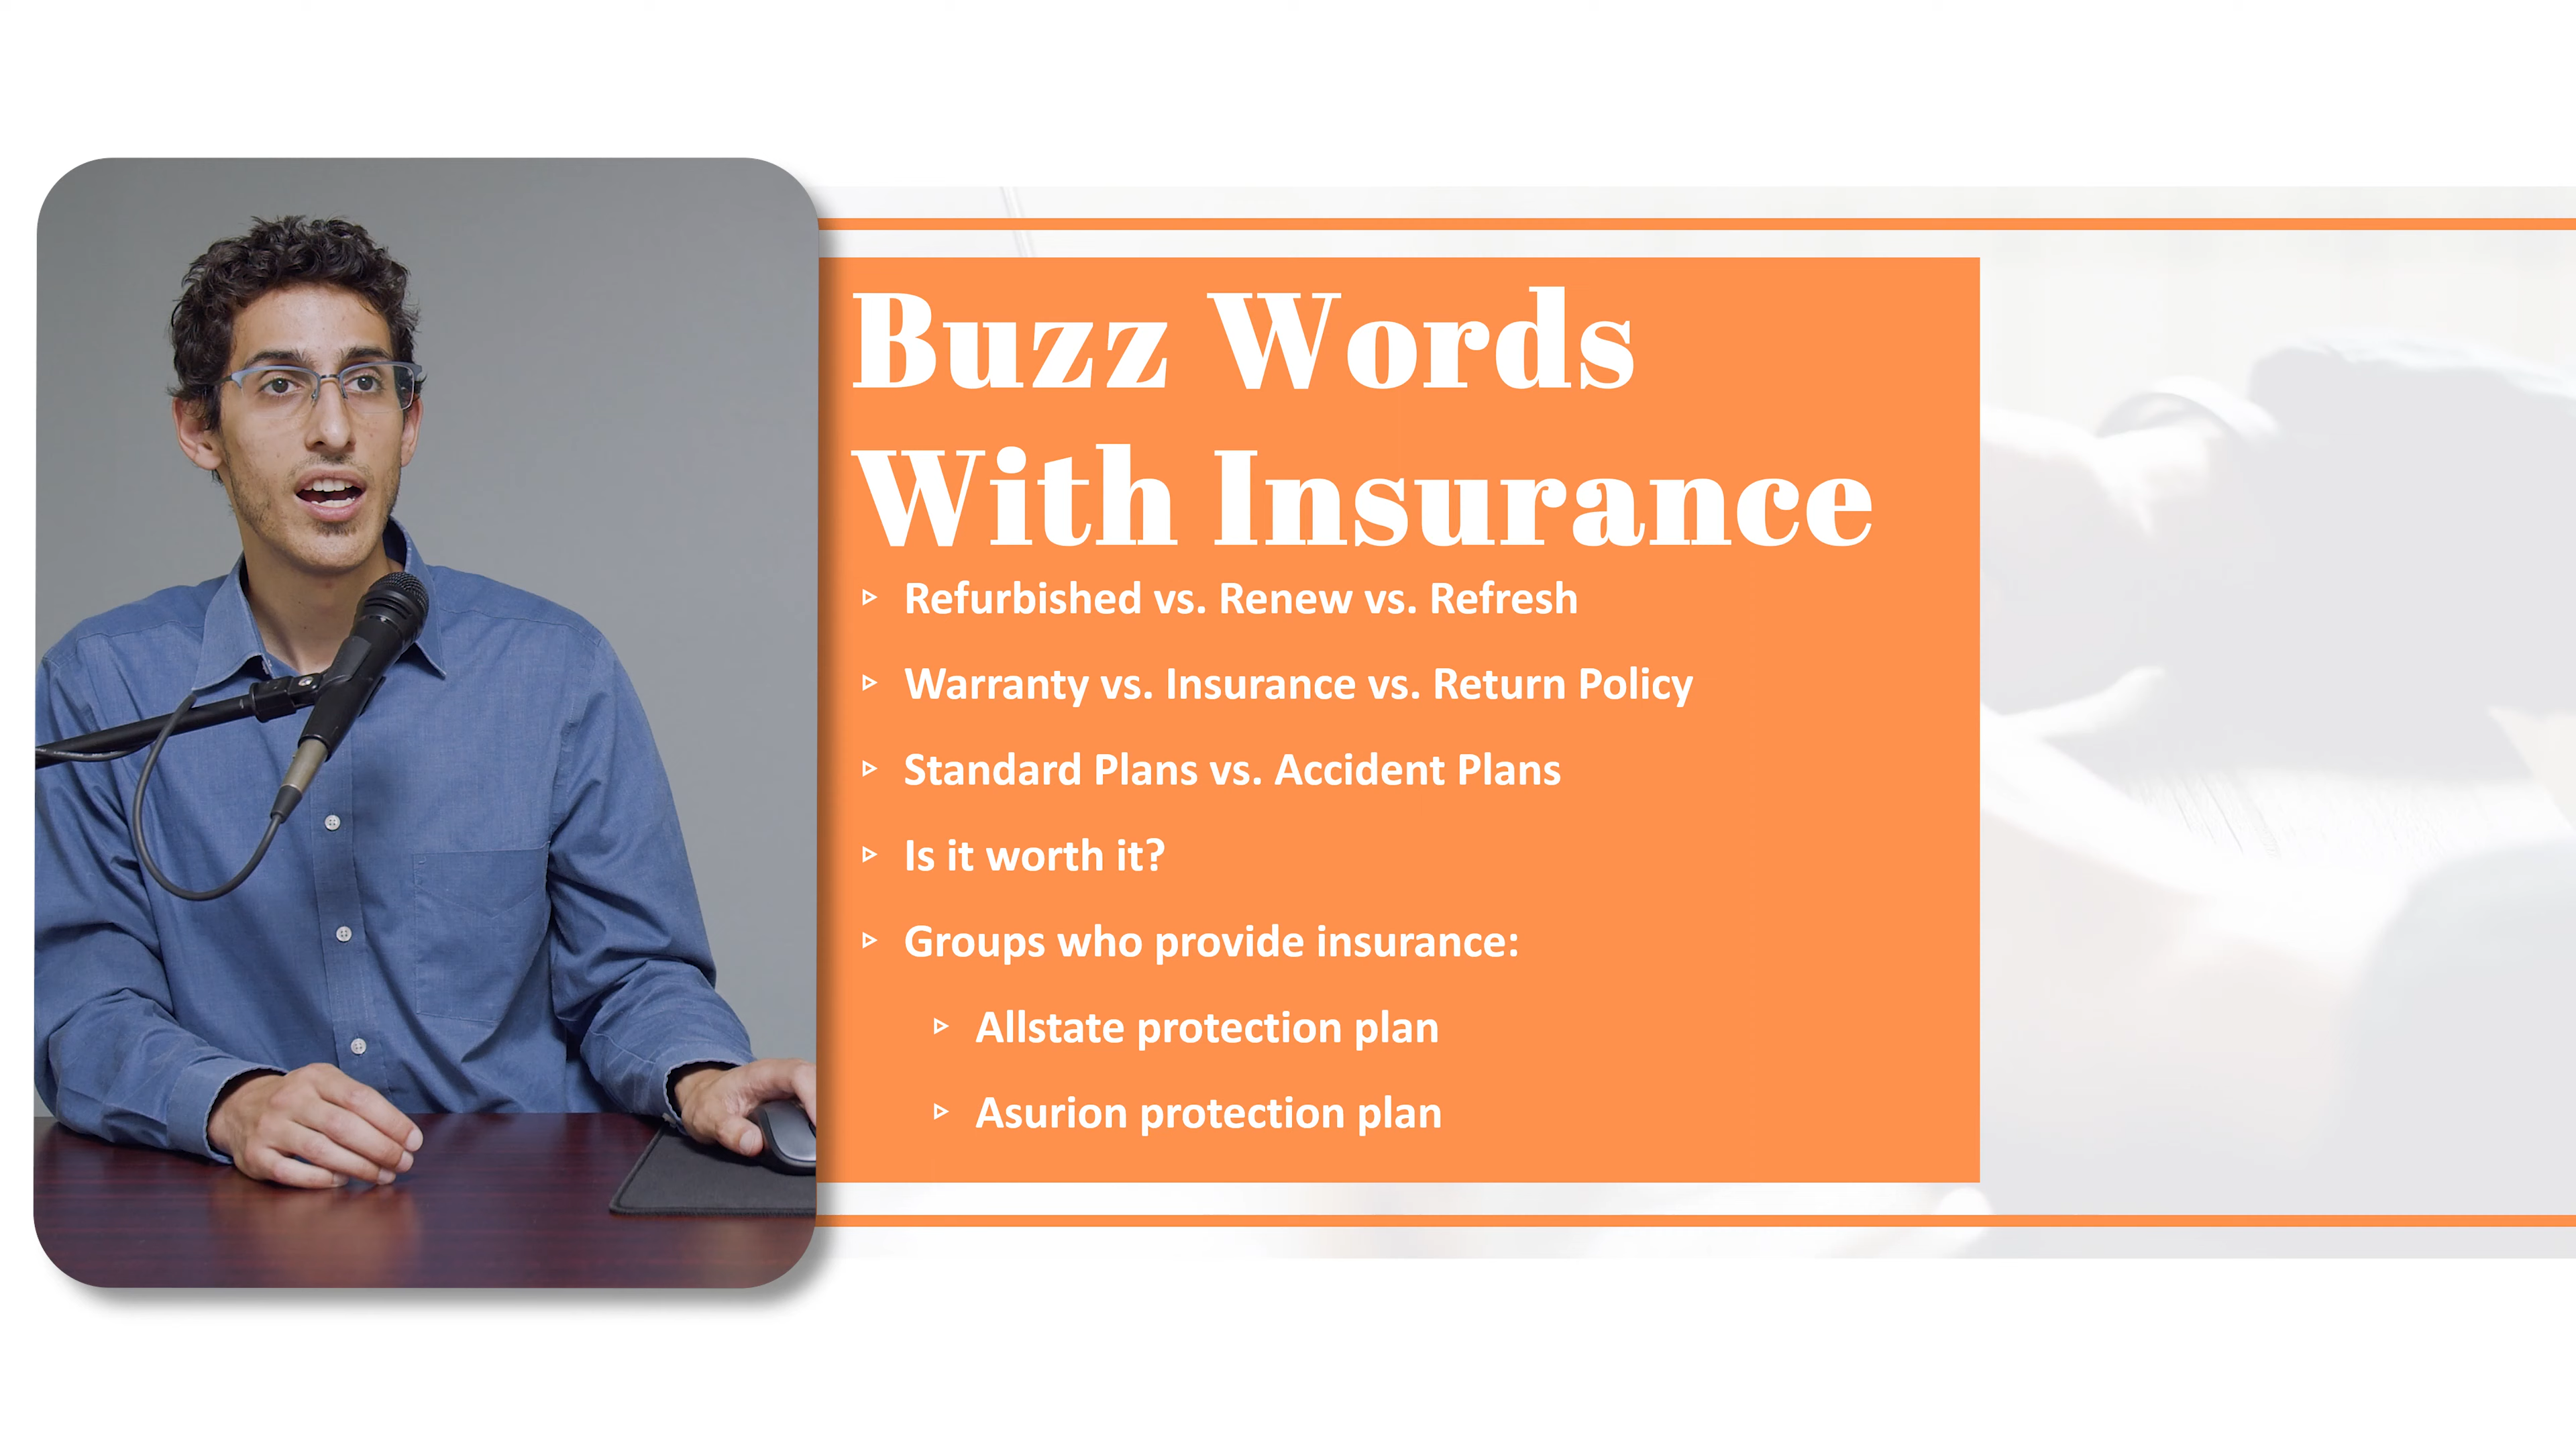 Buzz Words
With Insurance
Refurbished vs. Renew vs. Refresh
Warranty vs. Insurance vs. Return Policy
Standard Plans vs. Accident Plans
Is it worth it?
Groups who provide insurance:
Allstate protection plan
Asurion protection plan